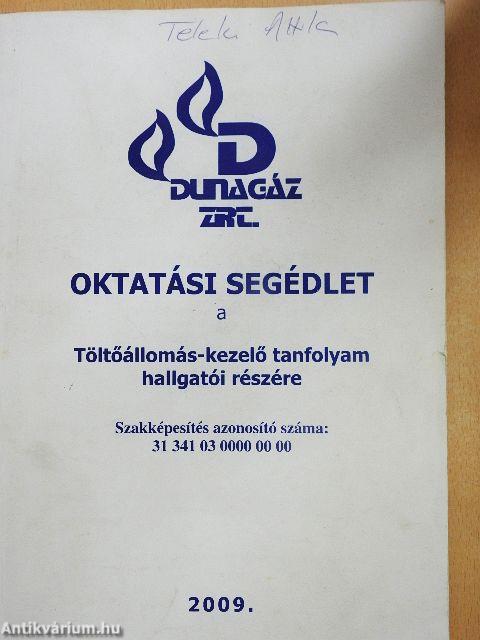 Teleki Attila
D
DUNAGÁZ
ZRT.
OKTATÁSI SEGÉDLET
a
Töltőállomás-kezelő tanfolyam
hallgatói részére
Szakképesítés azonosító száma:
31 341 03 0000 00 00
2009.
Antikvárium.hu